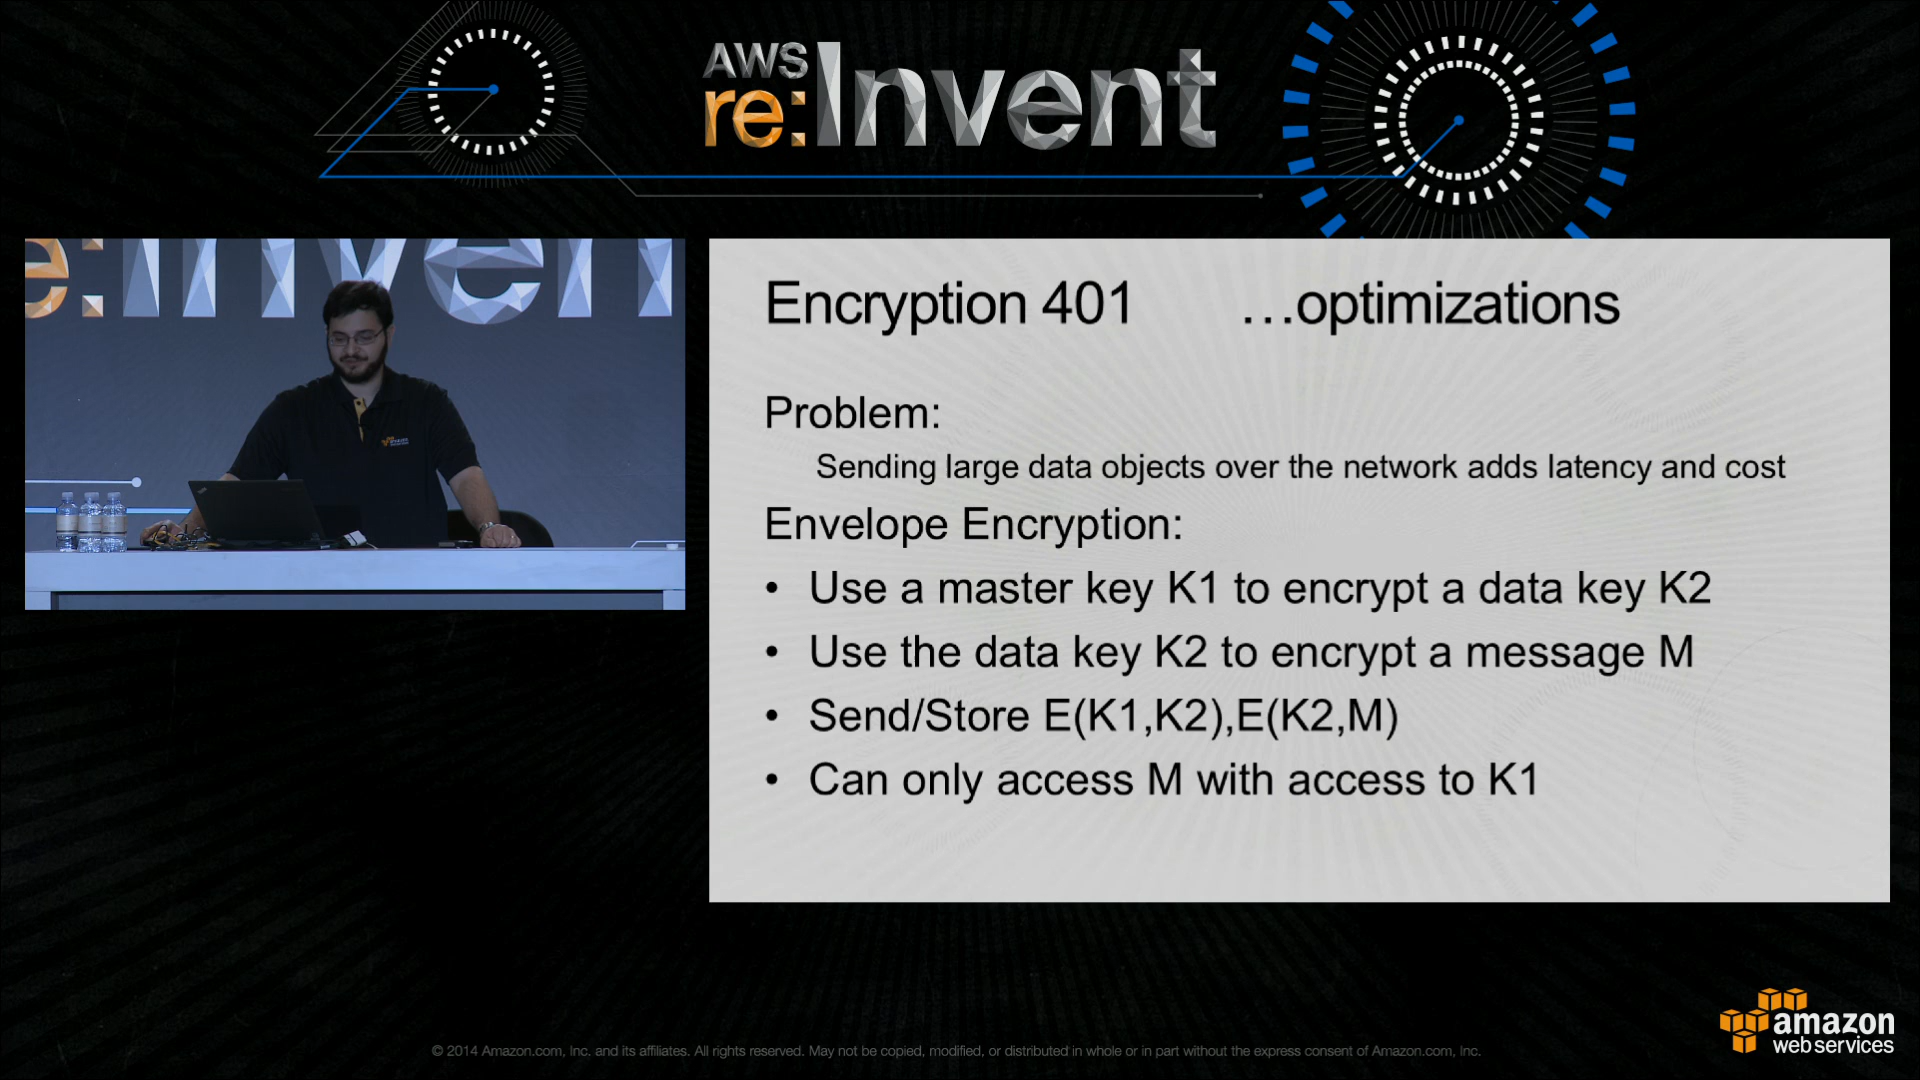 AWS
re:Invent
e:Inven
amazon
Encryption 401 …optimizations
Problem:
Sending large data objects over the network adds latency and cost
Envelope Encryption:
• Use a master key K1 to encrypt a data key K2
• Use the data key K2 to encrypt a message M
• Send/Store E(K1,K2),E(K2,M)
• Can only access M with access to K1
amazon
web services
© 2014 Amazon.com, Inc. and its affiliates. All rights reserved. May not be copied, modified, or distributed in whole or in part without the express consent of Amazon.com, Inc.